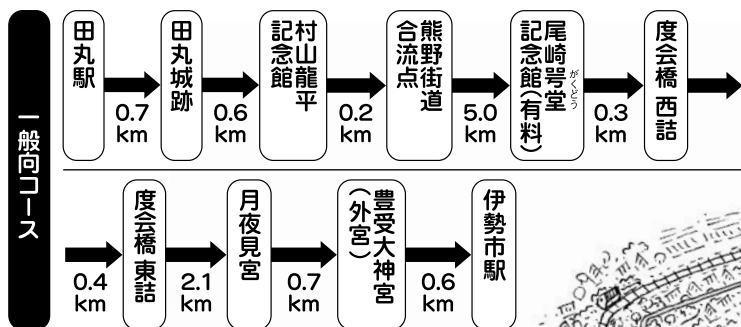 一般向コース
田丸駅
0.7
km
田丸城跡
0.6
km
村山龍平
記念館
0.2
km
熊野街道
合流点
5.0
km
尾崎咢堂
がくどう
記念館(有料)
0.3
km
度会橋 西詰
0.4
km
度会橋 東詰
2.1
km
月夜見宮
0.7
km
豊受大神宮
(外宮)
0.6
km
伊勢市駅